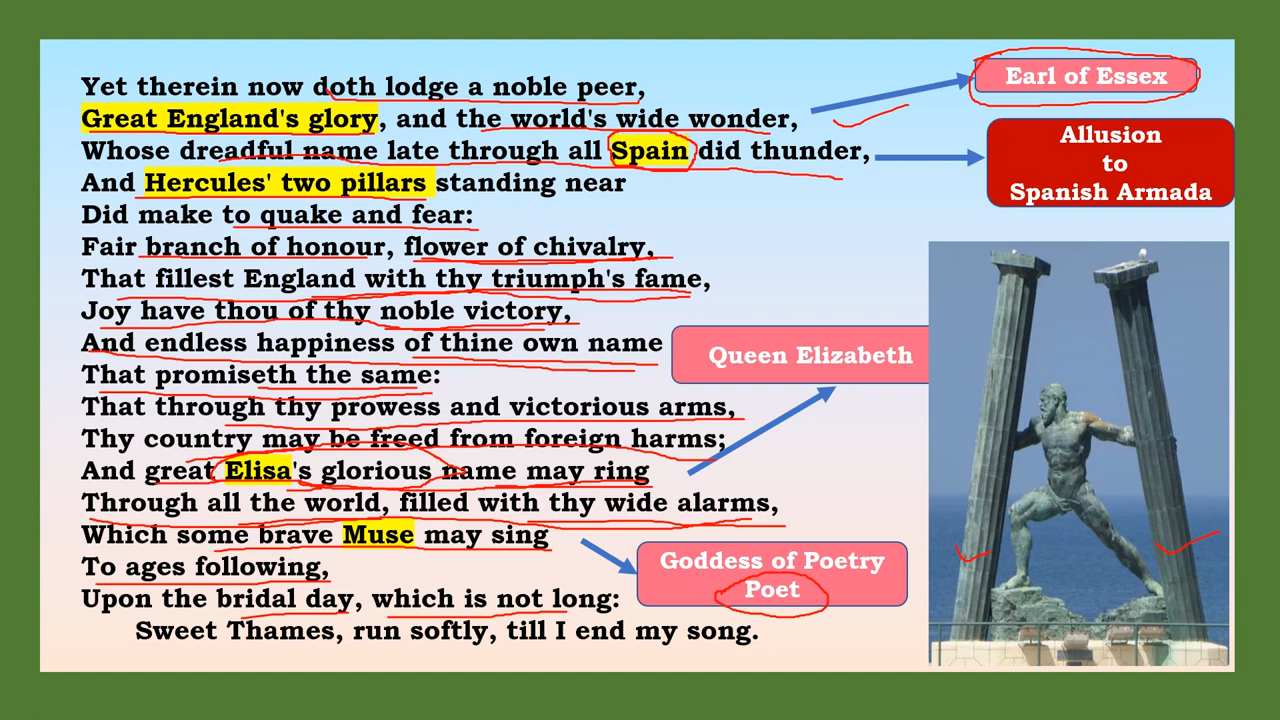 Yet therein now doth lodge a noble peer,
Great England's glory, and the world's wide wonder,
Whose dreadful name late through all Spain did thunder,
And Hercules' two pillars standing near
Did make to quake and fear:
Fair branch of honour, flower of chivalry,
That fillest England with thy triumph's fame,
Joy have thou of thy noble victory,
And endless happiness of thine own name
That promiseth the same:
That through thy prowess and victorious arms,
Thy country may be freed from foreign harms;
And great Elisa's glorious name may ring
Through all the world, filled with thy wide alarms,
Which some brave Muse may sing
To ages following,
Upon the bridal day, which is not long:
Sweet Thames, run softly, till I end my song.
Earl of Essex
Allusion
to
Spanish Armada
Queen Elizabeth
Goddess of Poetry
Poet